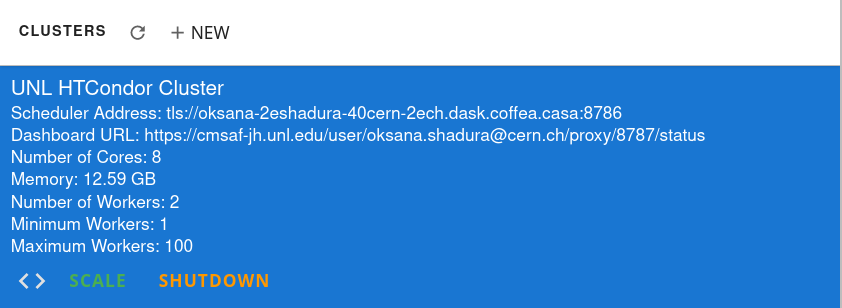 CLUSTERS
+ NEW
UNL HTCondor Cluster
Scheduler Address: tls://oksana-2eshadura-40cern-2ech.dask.coffea.casa:8786
Dashboard URL: https://cmsaf-jh.unl.edu/user/oksana.shadura@cern.ch/proxy/8787/status
Number of Cores: 8
Memory: 12.59 GB
Number of Workers: 2
Minimum Workers: 1
Maximum Workers: 100
<> SCALE SHUTDOWN